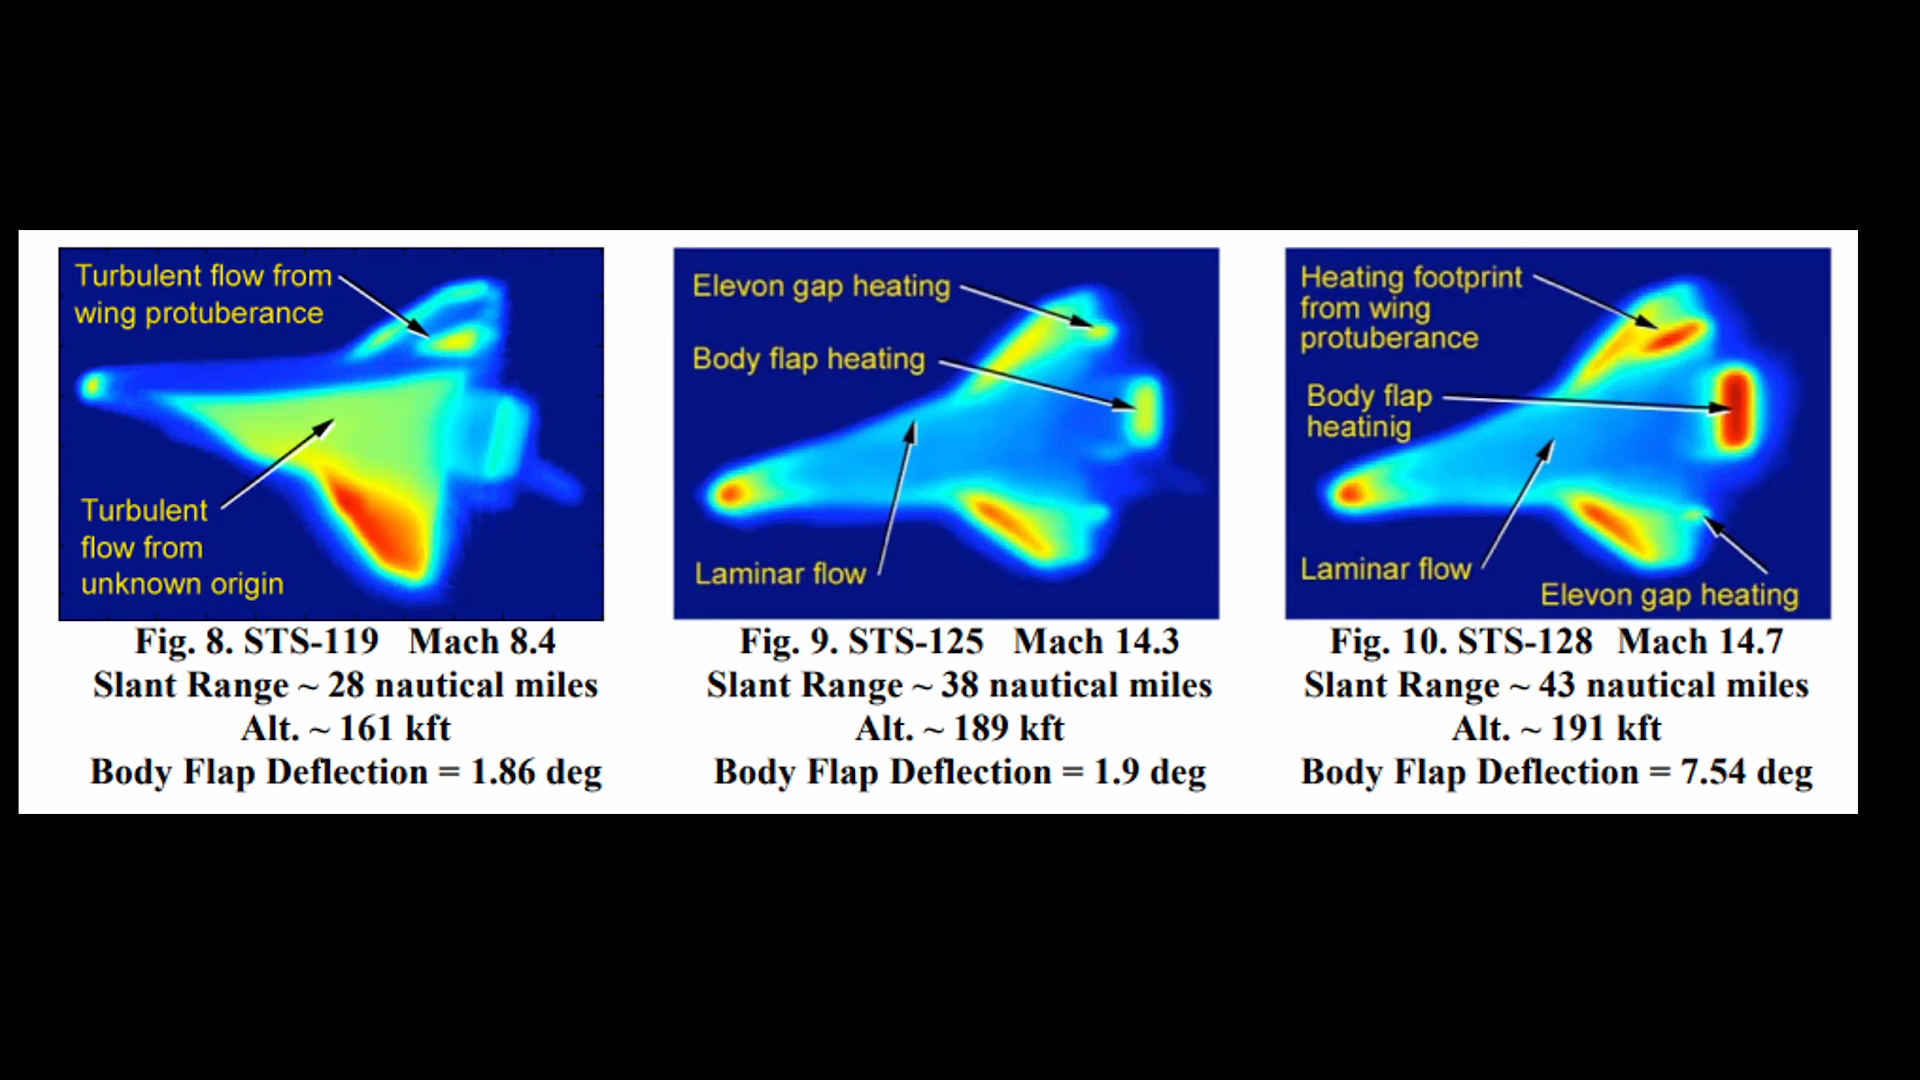 Turbulent flow from
wing protuberance
Turbulent
flow from
unknown origin
Fig. 8. STS-119 Mach 8.4
Slant Range ~ 28 nautical miles
Alt. ~ 161 kft
Body Flap Deflection = 1.86 deg
Elevon gap heating
Body flap heating
Laminar flow
Fig. 9. STS-125 Mach 14.3
Slant Range ~ 38 nautical miles
Alt. ~ 189 kft
Body Flap Deflection = 1.9 deg
Heating footprint
from wing
protuberance
Body flap
heatinig
Laminar flow
Elevon gap heating
Fig. 10. STS-128 Mach 14.7
Slant Range ~ 43 nautical miles
Alt. ~ 191 kft
Body Flap Deflection = 7.54 deg